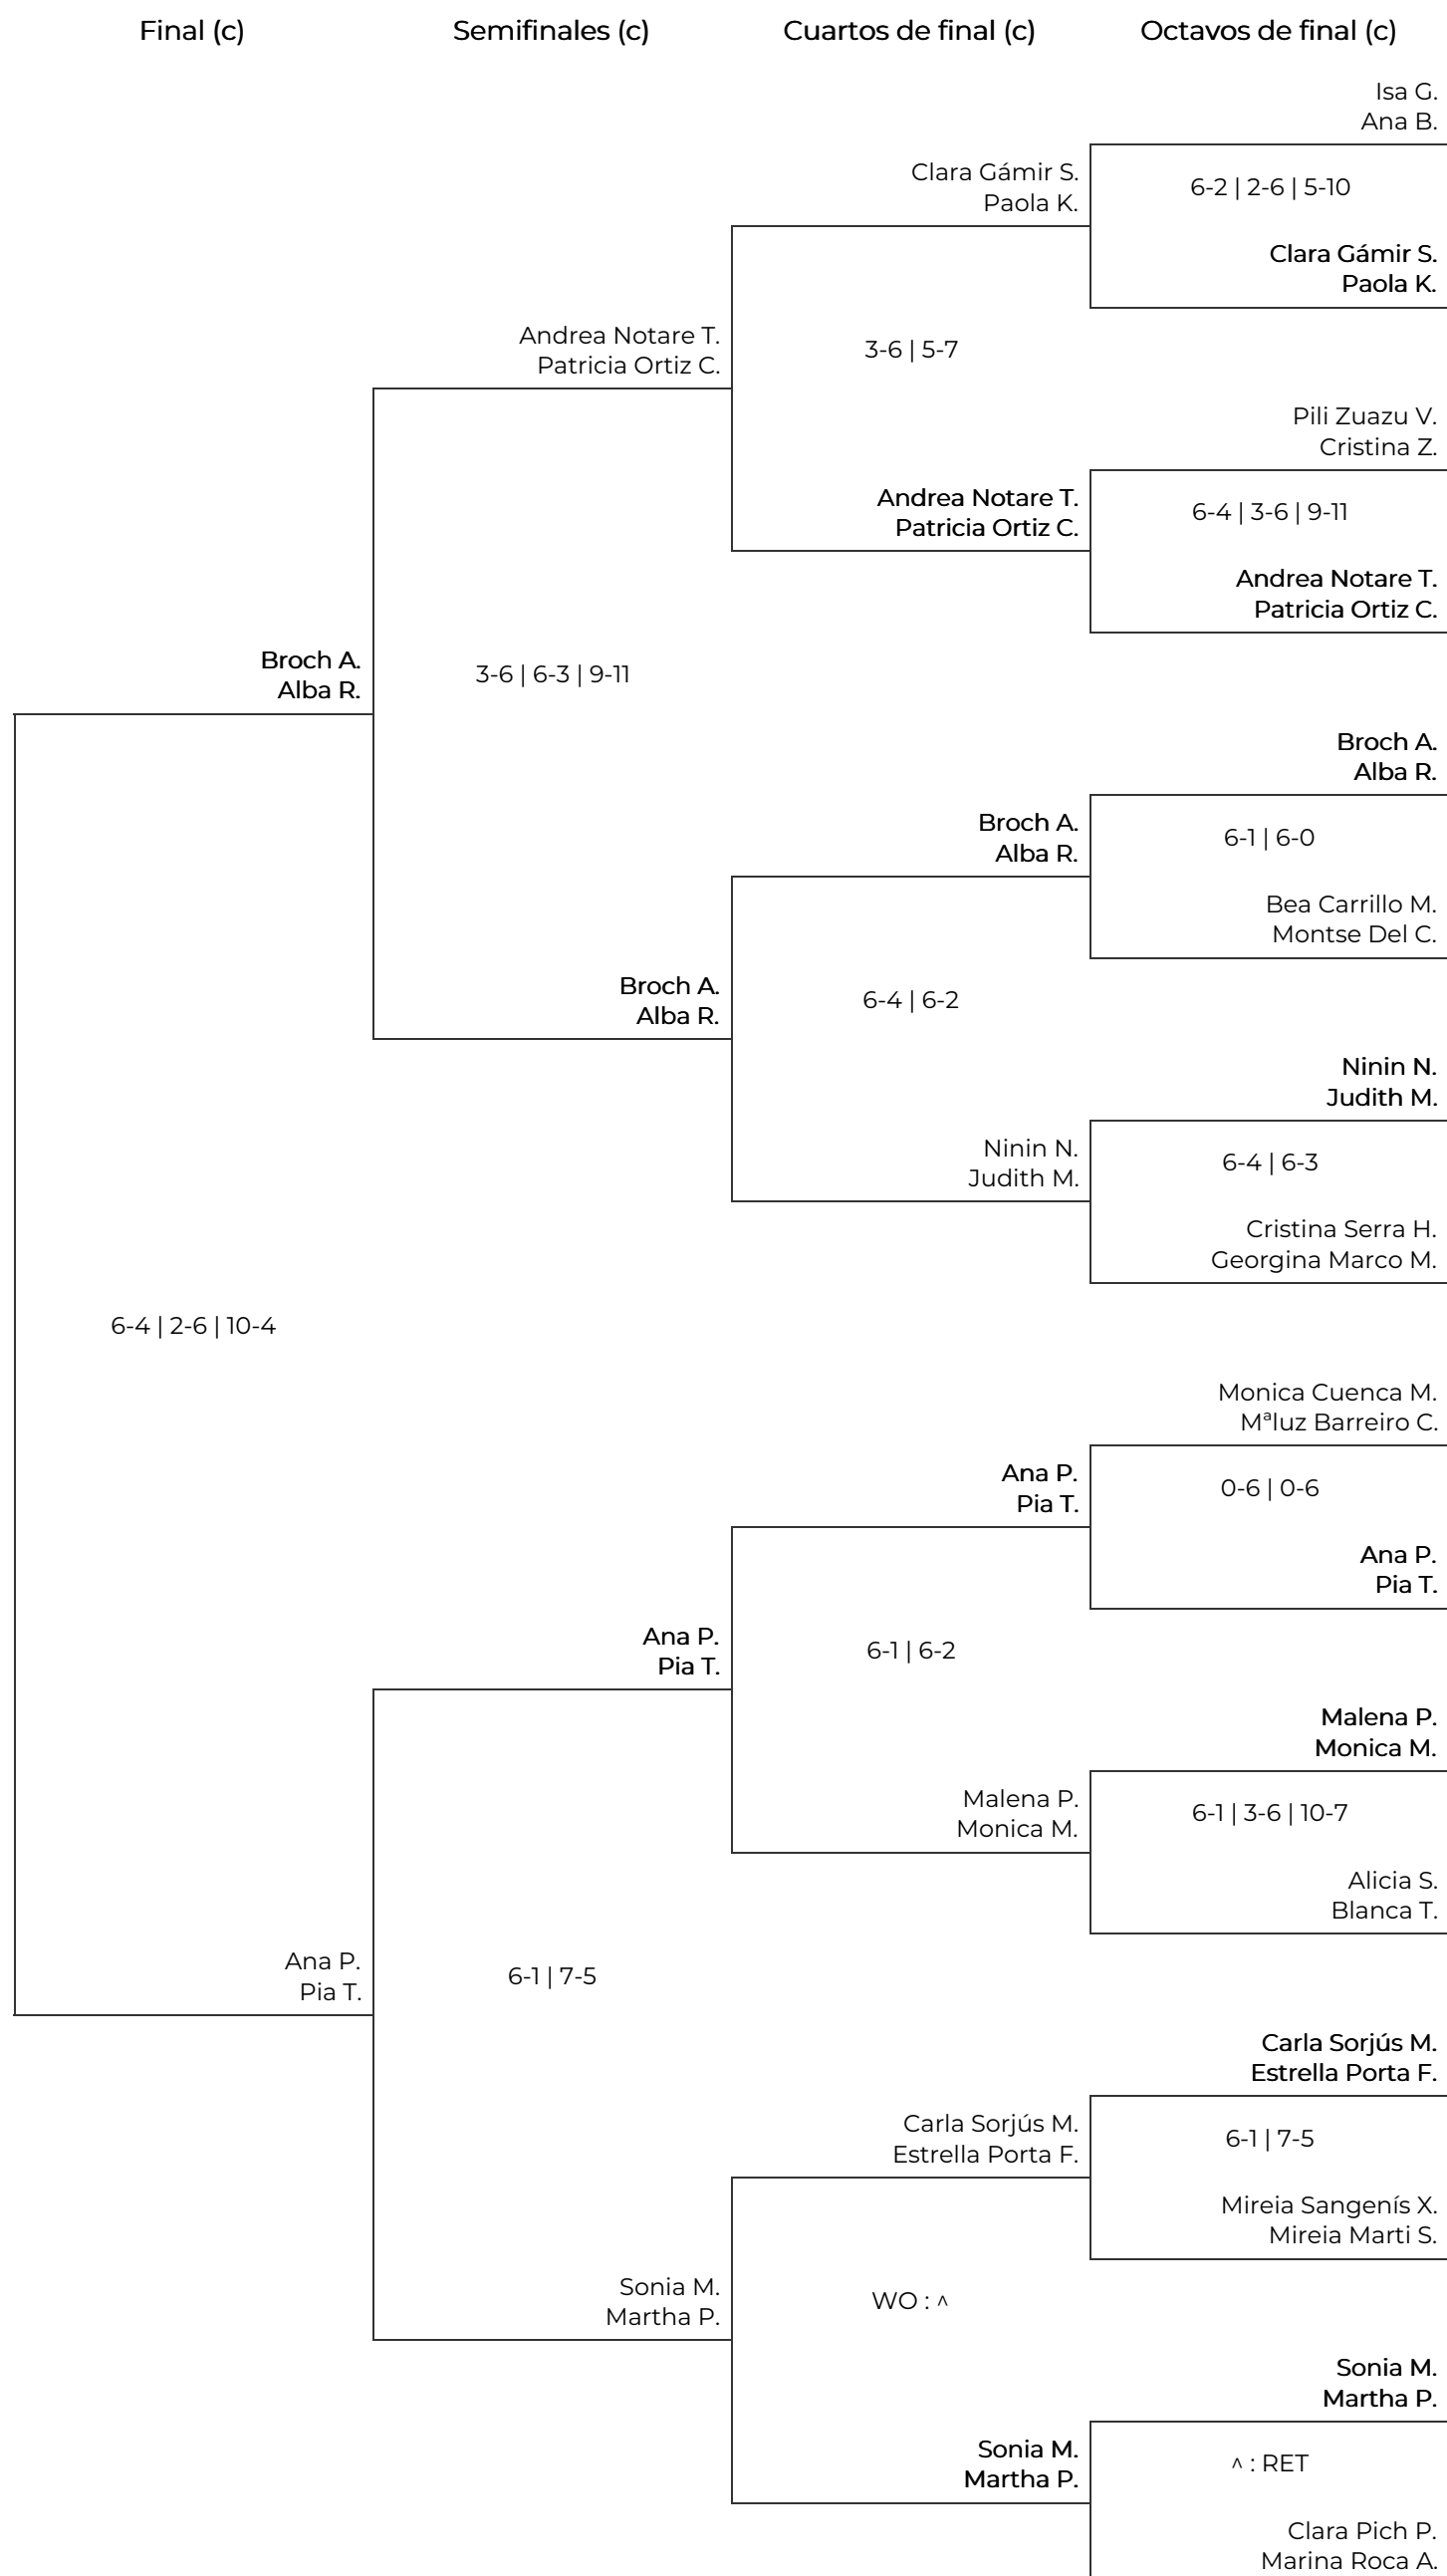 Final (c)
Semifinales (c)
Cuartos de final (c)
Octavos de final (c)
Isa G.
Ana B.
Clara Gámir S.
Paola K.
6-2 | 2-6 | 5-10
Clara Gámir S.
Paola K.
Andrea Notare T.
Patricia Ortiz C.
3-6 | 5-7
Pili Zuazu V.
Cristina Z.
Andrea Notare T.
Patricia Ortiz C.
6-4 | 3-6 | 9-11
Andrea Notare T.
Patricia Ortiz C.
Broch A.
Alba R.
3-6 | 6-3 | 9-11
Broch A.
Alba R.
Broch A.
Alba R.
6-1 | 6-0
Bea Carrillo M.
Montse Del C.
Broch A.
Alba R.
6-4 | 6-2
Ninin N.
Judith M.
Ninin N.
Judith M.
6-4 | 6-3
Cristina Serra H.
Georgina Marco M.
6-4 | 2-6 | 10-4
Monica Cuenca M.
Mªluz Barreiro C.
Ana P.
Pia T.
0-6 | 0-6
Ana P.
Pia T.
Ana P.
Pia T.
6-1 | 6-2
Malena P.
Monica M.
Malena P.
Monica M.
6-1 | 3-6 | 10-7
Alicia S.
Blanca T.
Ana P.
Pia T.
6-1 | 7-5
Carla Sorjús M.
Estrella Porta F.
Carla Sorjús M.
Estrella Porta F.
6-1 | 7-5
Mireia Sangenís X.
Mireia Marti S.
Sonia M.
Martha P.
WO : ^
Sonia M.
Martha P.
Sonia M.
Martha P.
^ : RET
Clara Pich P.
Marina Roca A.